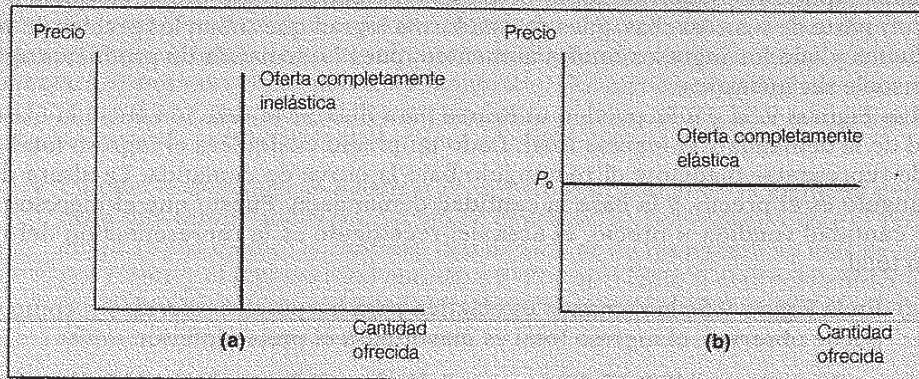 Precio
Oferta completamente
inelástica
Cantidad
ofrecida
(a)
Precio
Oferta completamente
elástica
P₀
Cantidad
ofrecida
(b)